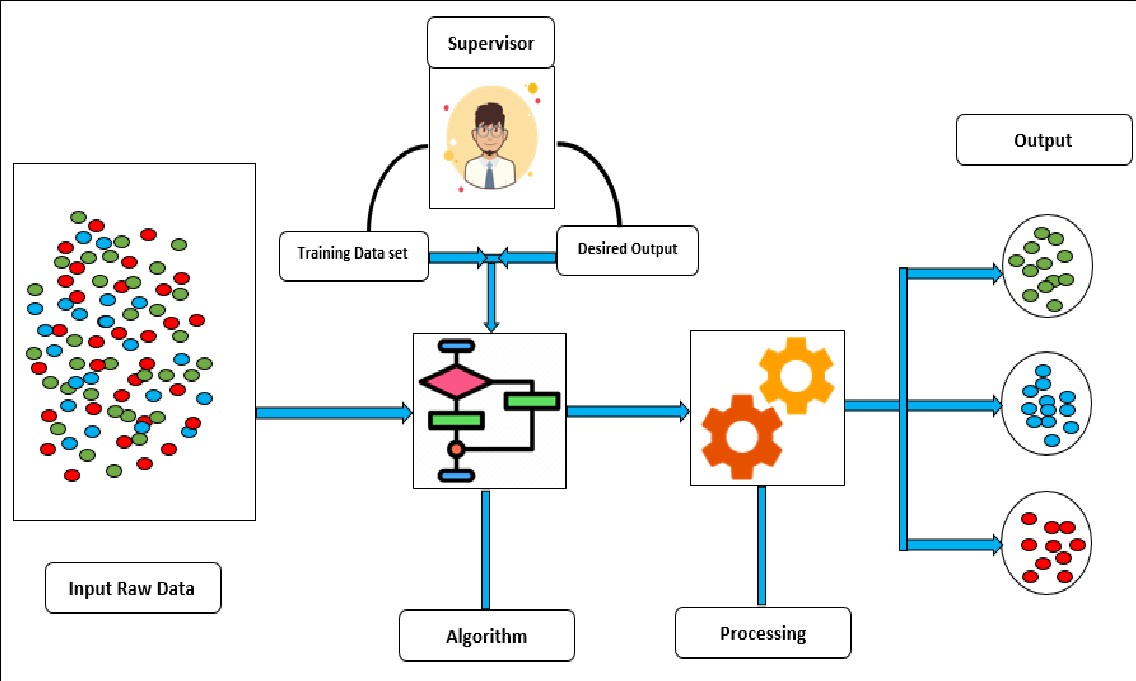 Supervisor
Output
Training Data set
Desired Output
Input Raw Data
Algorithm
Processing